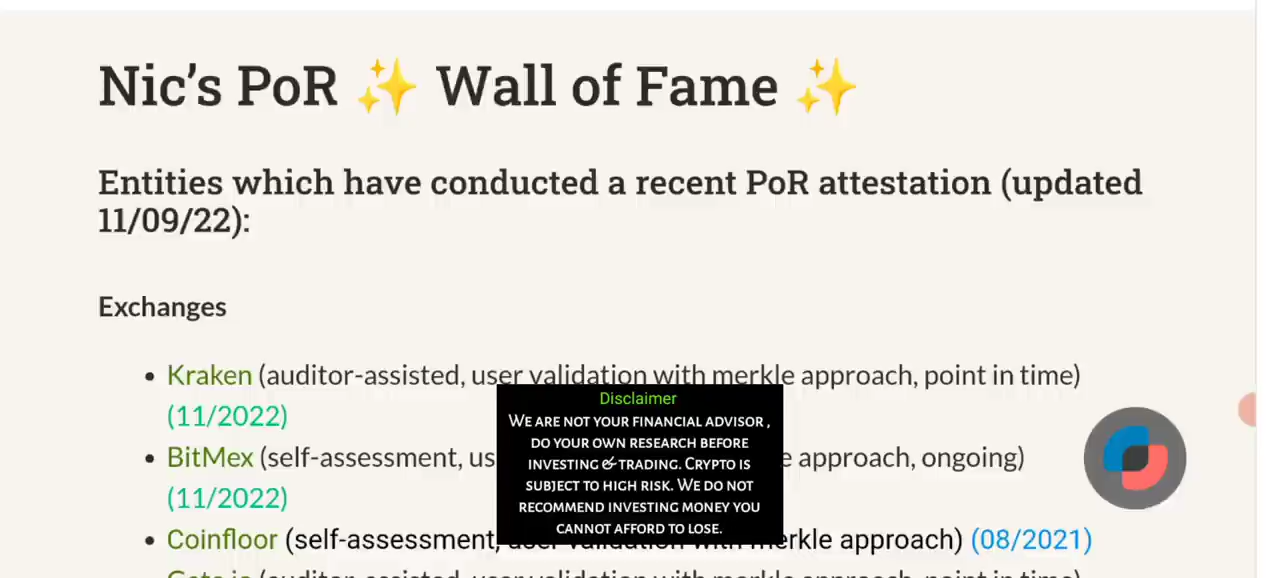 Nic's PoR ✨ Wall of Fame ✨
Entities which have conducted a recent PoR attestation (updated
11/09/22):
Exchanges
• Kraken (auditor-assisted, user validation with merkle approach, point in time)
(11/2022)
• BitMex (self-assessment, us e approach, ongoing)
(11/2022)
• Coinfloor (self-assessment, user validation with merkle approach) (08/2021)
Disclaimer
WE ARE NOT YOUR FINANCIAL ADVISOR ,
DO YOUR OWN RESEARCH BEFORE
INVESTING & TRADING. CRYPTO IS
SUBJECT TO HIGH RISK. WE DO NOT
RECOMMEND INVESTING MONEY YOU
CANNOT AFFORD TO LOSE.